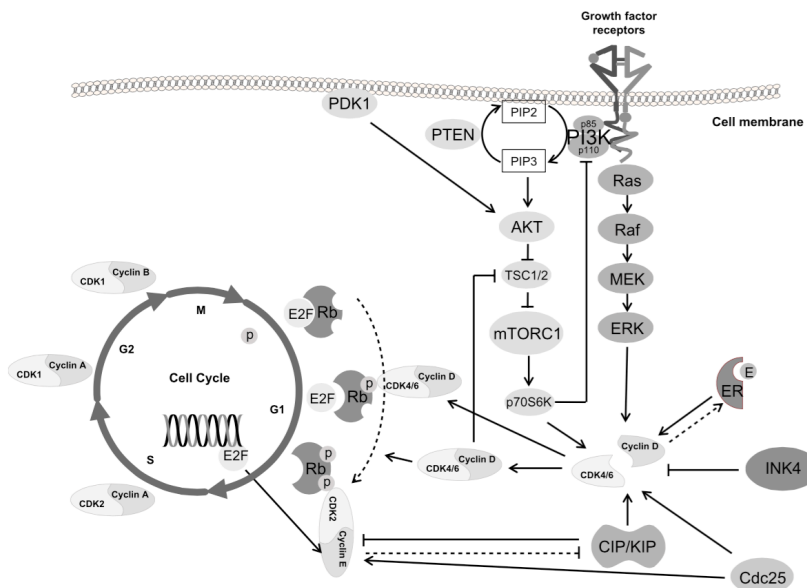 Growth factor
receptors
Cell membrane
PDK1
PTEN
PIP2
PIP3
p85
PI3K
p110
Ras
Raf
MEK
ERK
AKT
TSC1/2
mTORC1
p70S6K
CDK1
Cyclin B
M
G2
p
E2F
Rb
CDK1
Cyclin A
Cell Cycle
G1
E2F
Rb
p
CDK4/6
Cyclin D
E
ER
S
E2F
Rb
p
p
CDK4/6
Cyclin D
CDK4/6
Cyclin D
INK4
CDK2
Cyclin A
CDK2
Cyclin E
CIP/KIP
Cdc25